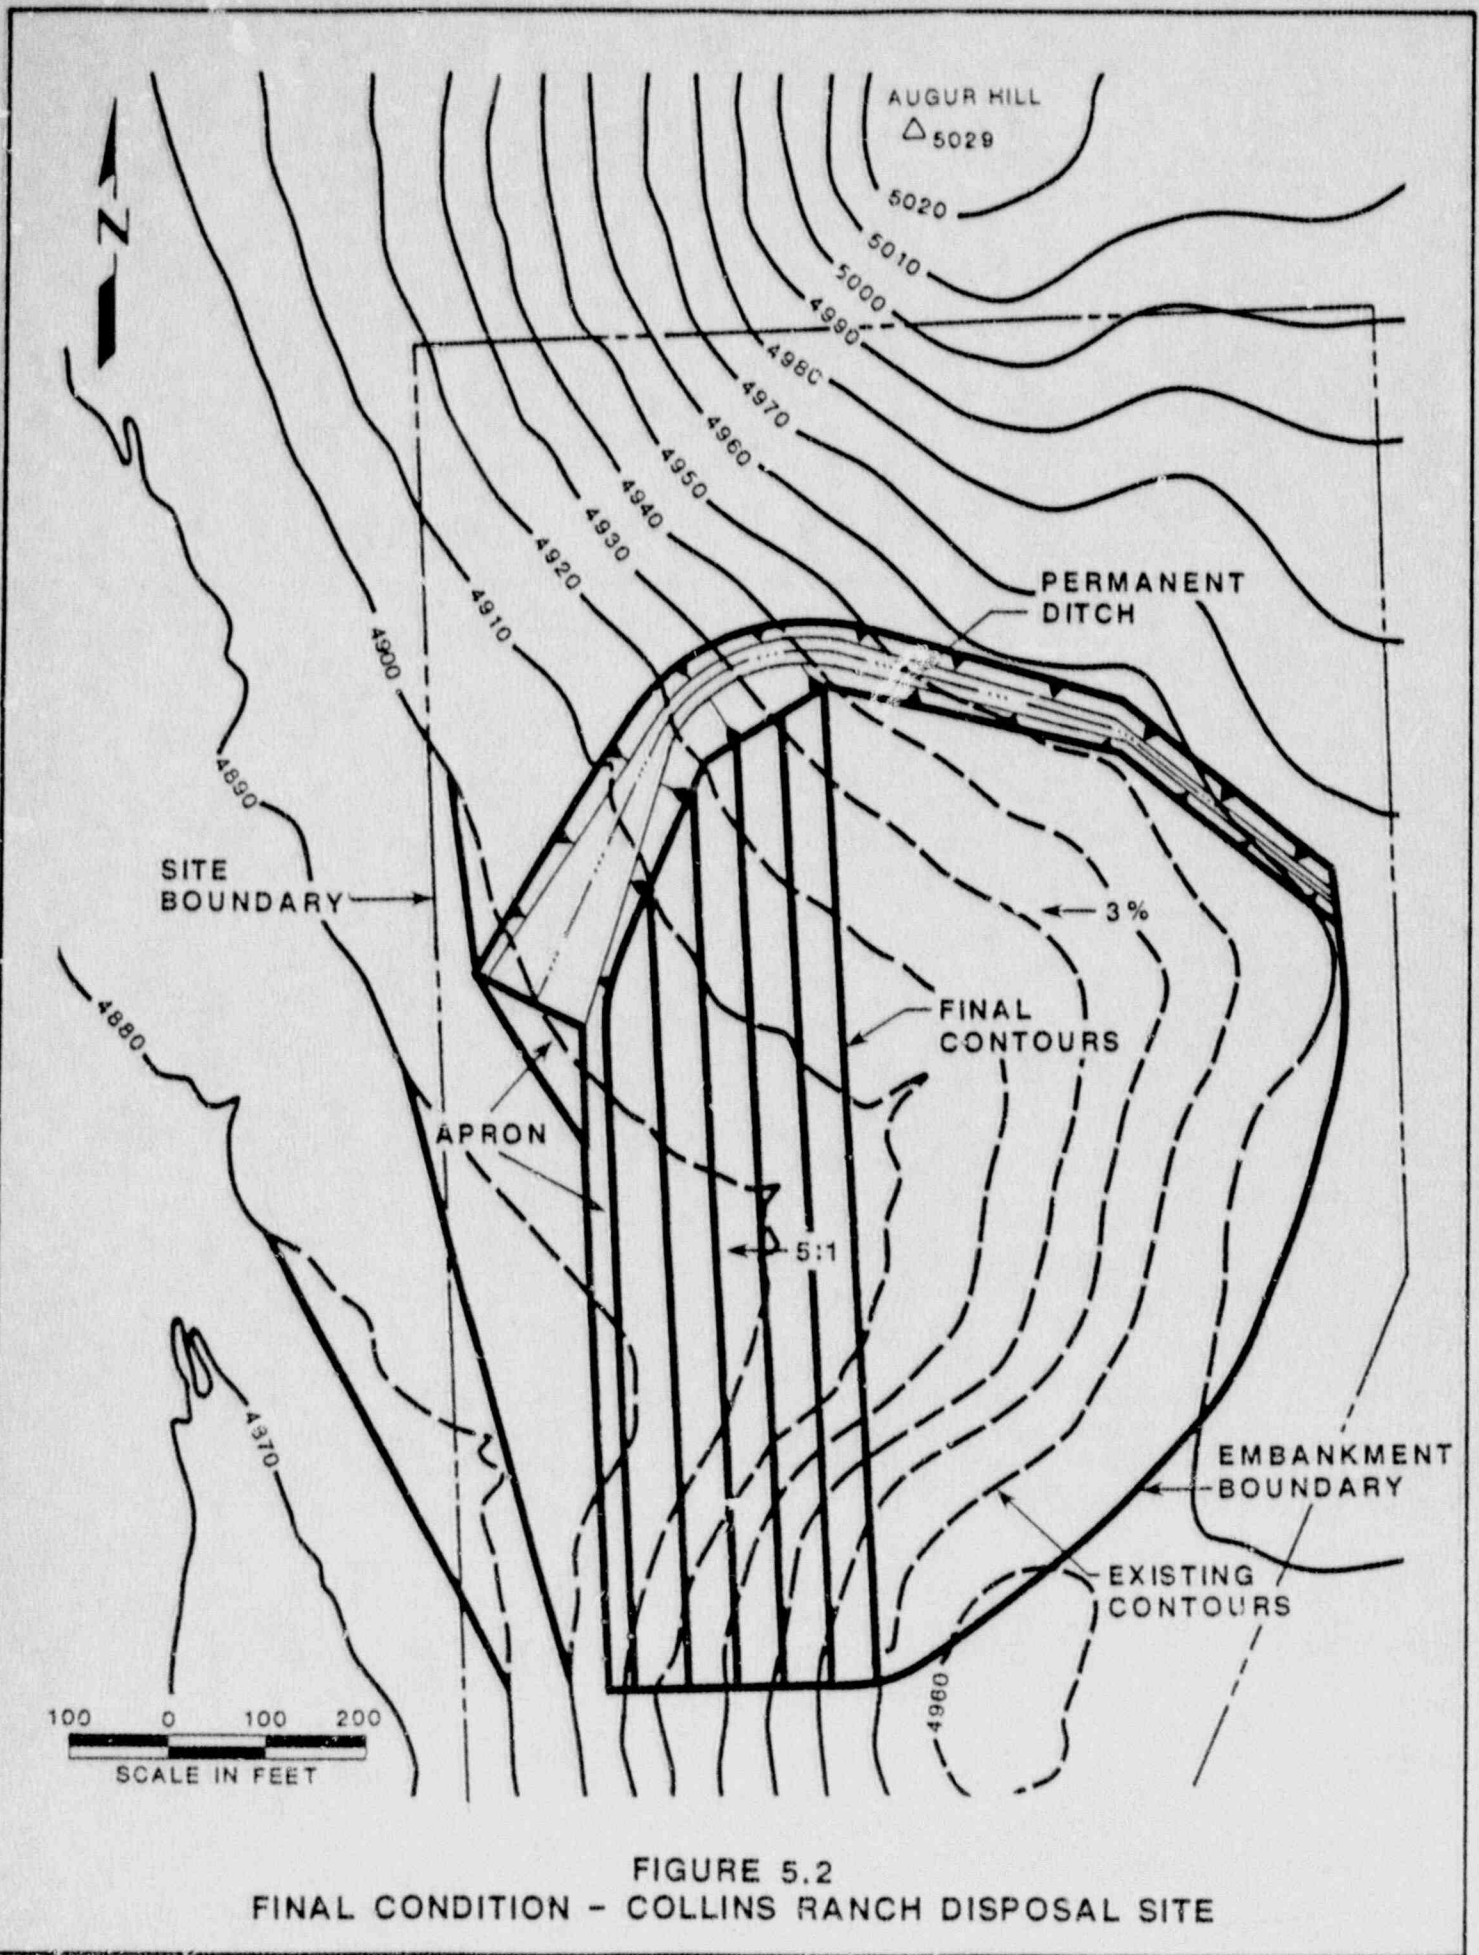 AUGUR HILL
5029
N
5020
5010
5000
4990
4980
4970
4960
4950
4940
4930
4920
4910
4900
4890
4880
4870
PERMANENT
DITCH
SITE
BOUNDARY
3%
FINAL
CONTOURS
APRON
5:1
EMBANKMENT
BOUNDARY
EXISTING
CONTOURS
4960
100 0 100 200
SCALE IN FEET
FIGURE 5.2
FINAL CONDITION - COLLINS RANCH DISPOSAL SITE